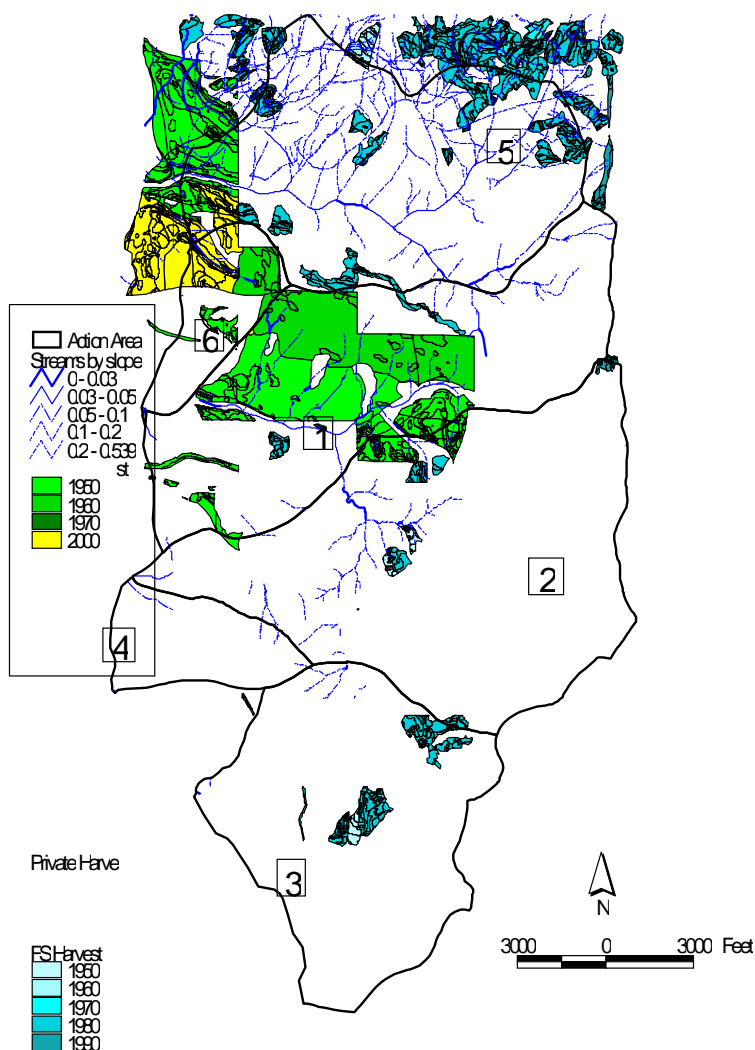 5
6
Action Area
Streams by slope
0 - 0.03
0.03 - 0.05
0.05 - 0.1
0.1 - 0.2
0.2 - 0.539
st
1950
1960
1970
2000
1
2
4
3
Private Harve
N
3000 0 3000 Feet
FS Harvest
1950
1960
1970
1980
1990